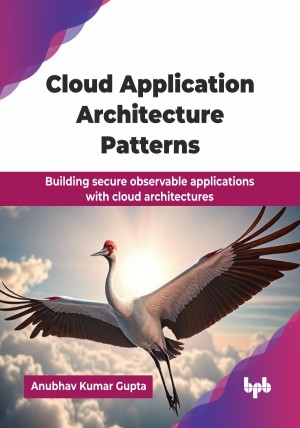 Cloud Application
Architecture
Patterns
Building secure observable applications
with cloud architectures
Anubhav Kumar Gupta
bpb